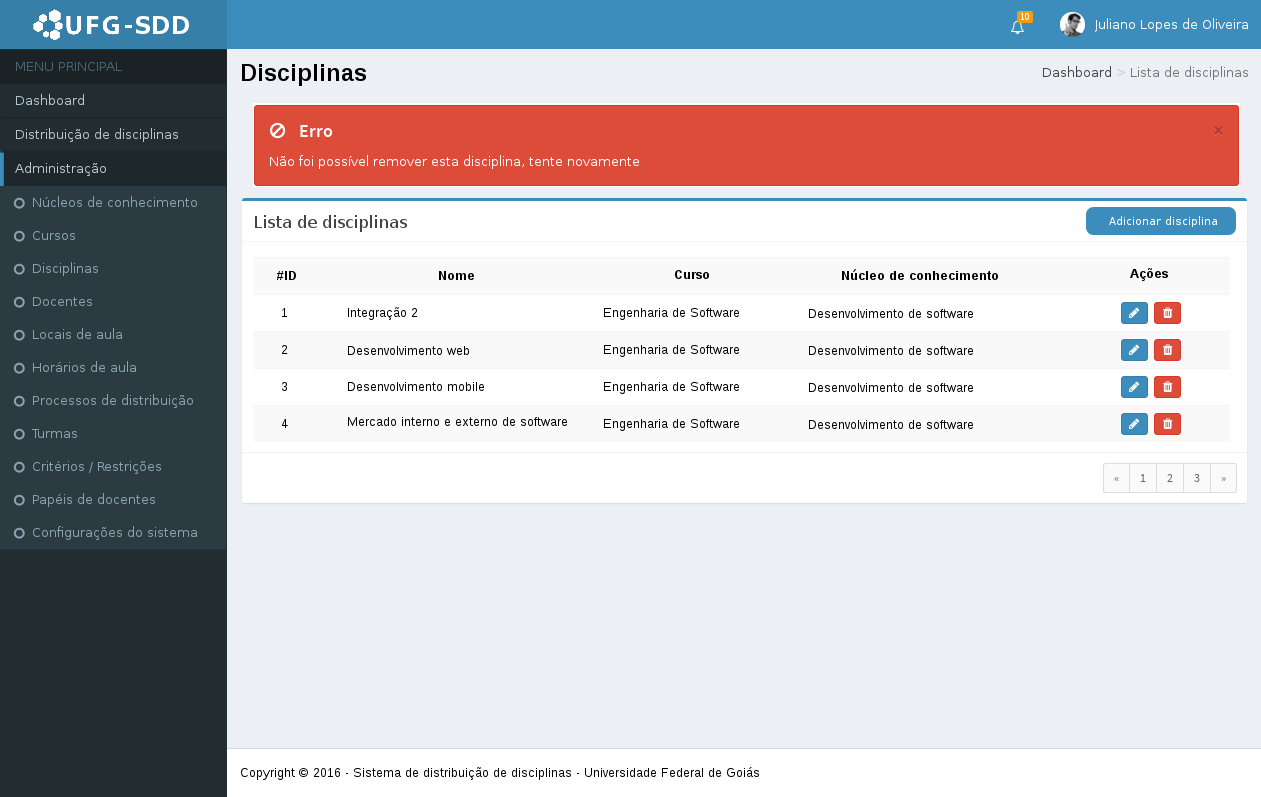 UFG-SDD
10
Juliano Lopes de Oliveira
MENU PRINCIPAL
Dashboard
Distribuição de disciplinas
Administração
Núcleos de conhecimento
Cursos
Disciplinas
Docentes
Locais de aula
Horários de aula
Processos de distribuição
Turmas
Critérios / Restrições
Papéis de docentes
Configurações do sistema
Disciplinas
Dashboard > Lista de disciplinas
Erro
×
Não foi possível remover esta disciplina, tente novamente
Lista de disciplinas
Adicionar disciplina
#ID Nome Curso Núcleo de conhecimento Ações
1 Integração 2 Engenharia de Software Desenvolvimento de software
2 Desenvolvimento web Engenharia de Software Desenvolvimento de software
3 Desenvolvimento mobile Engenharia de Software Desenvolvimento de software
4 Mercado interno e externo de software Engenharia de Software Desenvolvimento de software
« 1 2 3 »
Copyright © 2016 - Sistema de distribuição de disciplinas - Universidade Federal de Goiás